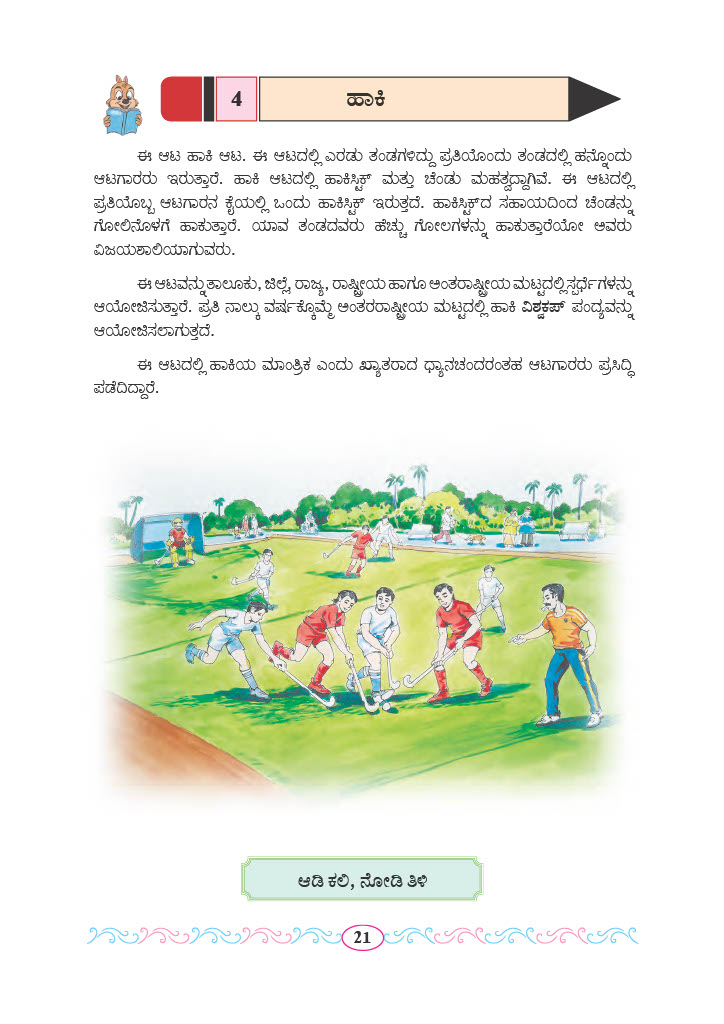 4
ಹಾಕಿ
ಈ ಆಟ ಹಾಕಿ ಆಟ. ಈ ಆಟದಲ್ಲಿ ಎರಡು ತಂಡಗಳಿದ್ದು ಪ್ರತಿಯೊಂದು ತಂಡದಲ್ಲಿ ಹನ್ನೊಂದು
ಆಟಗಾರರು ಇರುತ್ತಾರೆ. ಹಾಕಿ ಆಟದಲ್ಲಿ ಹಾಕಿಸ್ಟಿಕ್ ಮತ್ತು ಚೆಂಡು ಮಹತ್ವದ್ದಾಗಿವೆ. ಈ ಆಟದಲ್ಲಿ
ಪ್ರತಿಯೊಬ್ಬ ಆಟಗಾರನ ಕೈಯಲ್ಲಿ ಒಂದು ಹಾಕಿಸ್ಟಿಕ್ ಇರುತ್ತದೆ. ಹಾಕಿಸ್ಟಿಕ್‌ದ ಸಹಾಯದಿಂದ ಚೆಂಡನ್ನು
ಗೋಲಿನೊಳಗೆ ಹಾಕುತ್ತಾರೆ. ಯಾವ ತಂಡದವರು ಹೆಚ್ಚು ಗೋಲಗಳನ್ನು ಹಾಕುತ್ತಾರೆಯೋ ಅವರು
ವಿಜಯಶಾಲಿಯಾಗುವರು.
ಈ ಆಟವನ್ನು ತಾಲೂಕು, ಜಿಲ್ಲೆ, ರಾಜ್ಯ, ರಾಷ್ಟ್ರೀಯ ಹಾಗೂ ಅಂತರಾಷ್ಟ್ರೀಯ ಮಟ್ಟದಲ್ಲಿ ಸ್ಪರ್ಧೆಗಳನ್ನು
ಆಯೋಜಿಸುತ್ತಾರೆ. ಪ್ರತಿ ನಾಲ್ಕು ವರ್ಷಕ್ಕೊಮ್ಮೆ ಅಂತರರಾಷ್ಟ್ರೀಯ ಮಟ್ಟದಲ್ಲಿ ಹಾಕಿ ವಿಶ್ವಕಪ್ ಪಂದ್ಯವನ್ನು
ಆಯೋಜಿಸಲಾಗುತ್ತದೆ.
ಈ ಆಟದಲ್ಲಿ ಹಾಕಿಯ ಮಾಂತ್ರಿಕ ಎಂದು ಖ್ಯಾತರಾದ ಧ್ಯಾನಚಂದರಂತಹ ಆಟಗಾರರು ಪ್ರಸಿದ್ಧಿ
ಪಡೆದಿದ್ದಾರೆ.
ಆಡಿ ಕಲಿ, ನೋಡಿ ತಿಳಿ
21